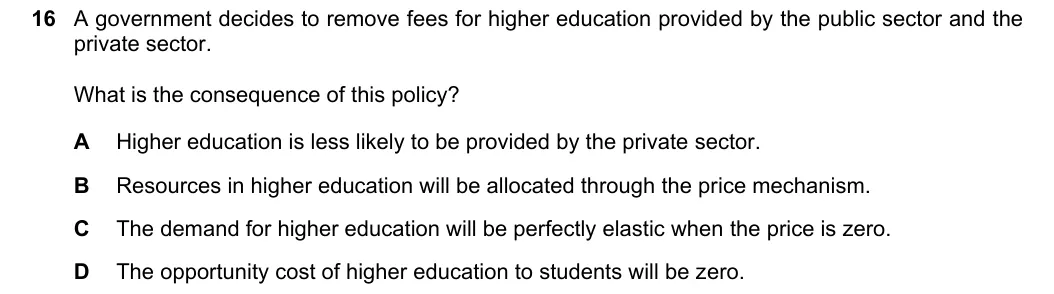 16 A government decides to remove fees for higher education provided by the public sector and the
private sector.
What is the consequence of this policy?
A Higher education is less likely to be provided by the private sector.
B Resources in higher education will be allocated through the price mechanism.
C The demand for higher education will be perfectly elastic when the price is zero.
D The opportunity cost of higher education to students will be zero.